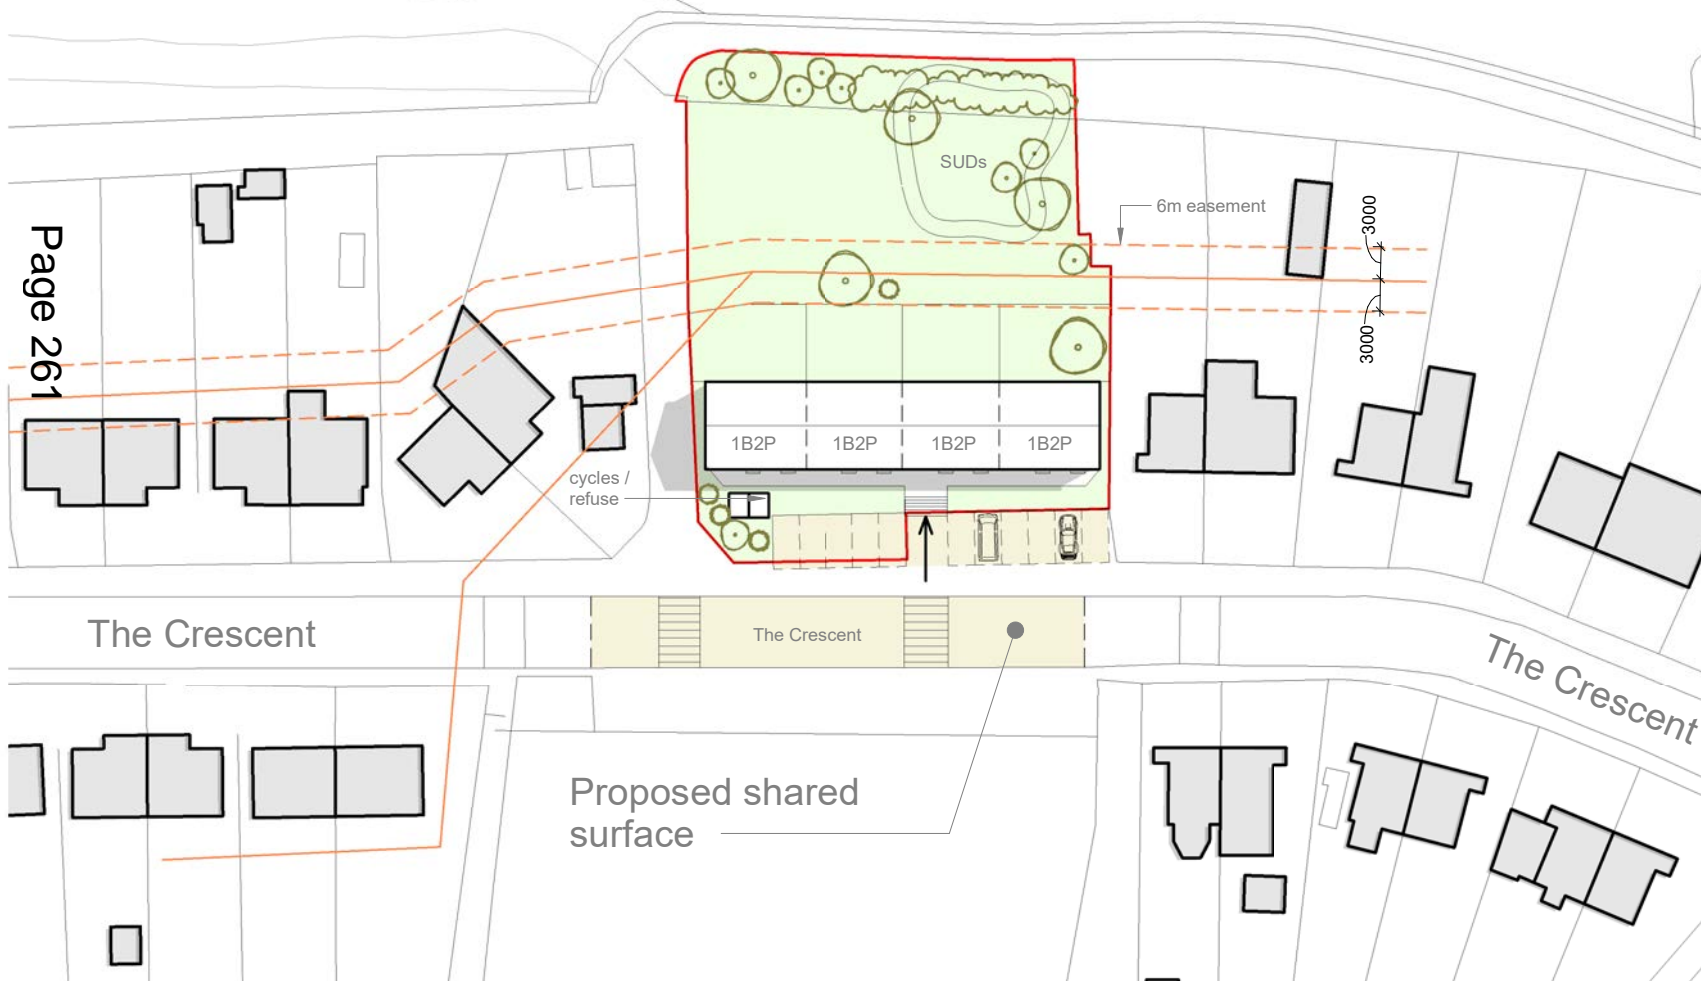 Page 261
SUDs
6m easement
3000
3000
1B2P
1B2P
1B2P
1B2P
cycles /
refuse
The Crescent
The Crescent
The Crescent
Proposed shared
surface